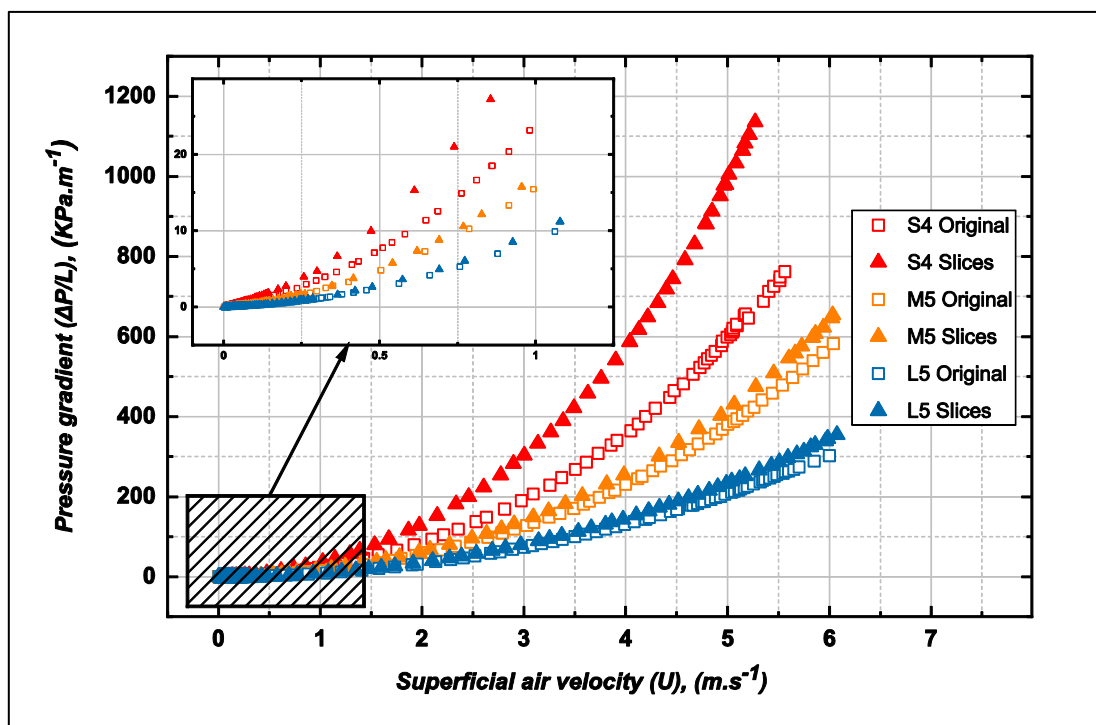 Pressure gradient (ΔP/L), (KPa.m⁻¹)
1200
1000
800
600
400
200
0
20
10
0
0
0.5
1
S4 Original
S4 Slices
M5 Original
M5 Slices
L5 Original
L5 Slices
0 1 2 3 4 5 6 7
Superficial air velocity (U), (m.s⁻¹)